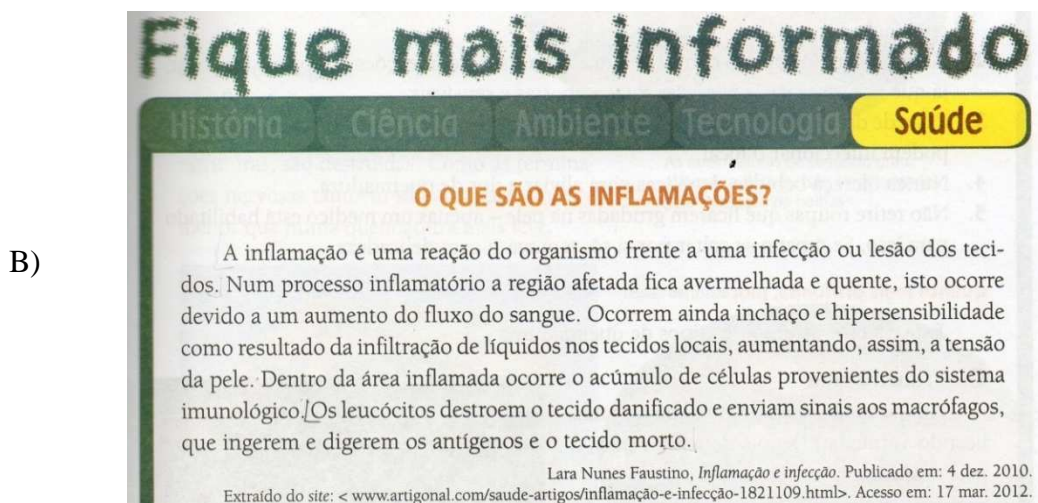 Fique mais informado
História Ciência Ambiente Tecnologia Saúde
O QUE SÃO AS INFLAMAÇÕES?
B)
A inflamação é uma reação do organismo frente a uma infecção ou lesão dos teci-
dos. Num processo inflamatório a região afetada fica avermelhada e quente, isto ocorre
devido a um aumento do fluxo do sangue. Ocorrem ainda inchaço e hipersensibilidade
como resultado da infiltração de líquidos nos tecidos locais, aumentando, assim, a tensão
da pele. Dentro da área inflamada ocorre o acúmulo de células provenientes do sistema
imunológico. Os leucócitos destroem o tecido danificado e enviam sinais aos macrófagos,
que ingerem e digerem os antígenos e o tecido morto.
Lara Nunes Faustino, Inflamação e infecção. Publicado em: 4 dez. 2010.
Extraído do site: < www.artigonal.com/saude-artigos/inflamação-e-infecção-1821109.html>. Acesso em: 17 mar. 2012.